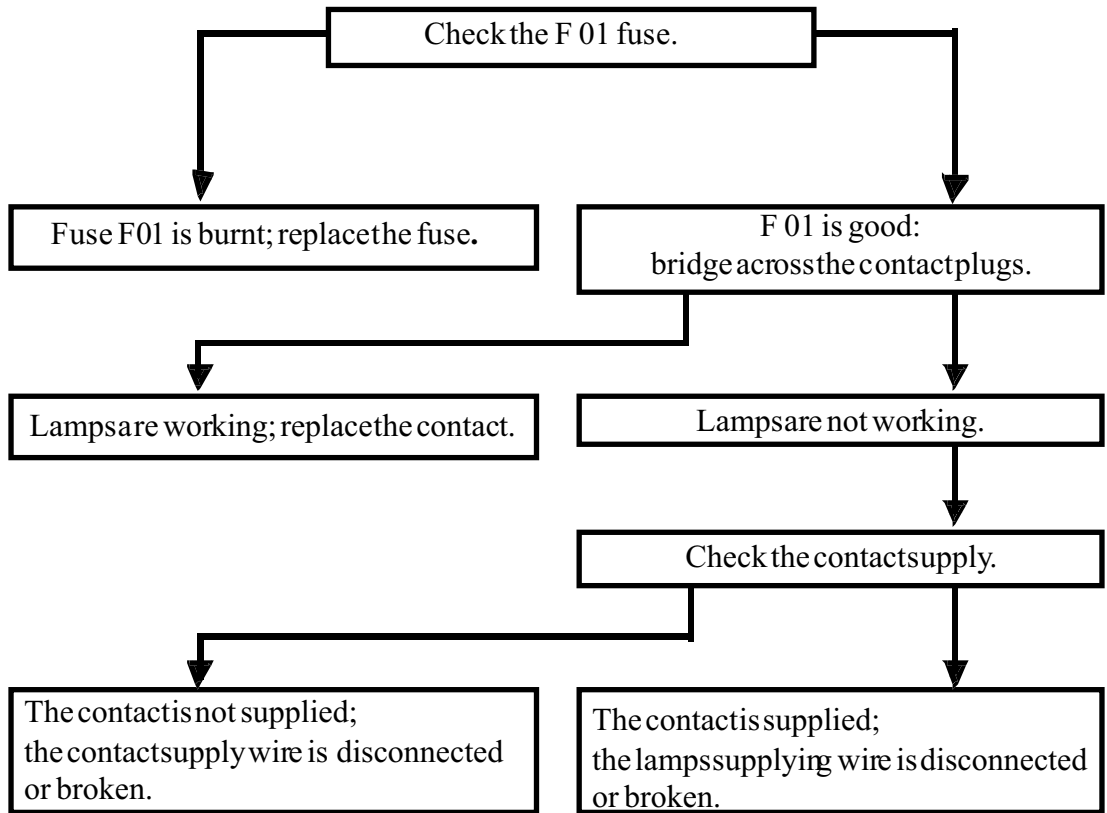 Check the F 01 fuse.
Fuse F01 is burnt; replace the fuse.
F 01 is good:
bridge across the contact plugs.
Lamps are working; replace the contact.
Lamps are not working.
Check the contact supply.
The contact is not supplied;
the contact supply wire is disconnected
or broken.
The contact is supplied;
the lamps supplying wire is disconnected
or broken.